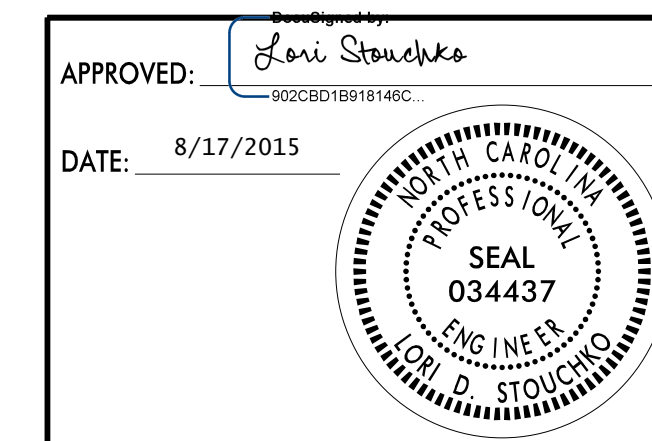 DocuSigned by:
APPROVED: Lori Stouchko
902CBD1B918146C...
DATE: 8/17/2015
NORTH CAROLINA
PROFESSIONAL
SEAL
034437
ENGINEER
LORI D. STOUCHKO